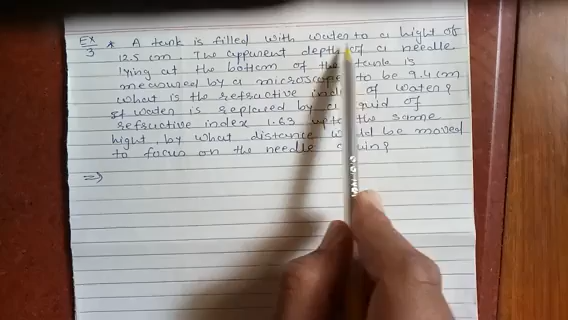 Ex
3 * A tank is filled with water to a hight of
12.5 cm. The apparent depth of a needle
lying at the bottom of the tank is
measured by a microscope to be 9.4 cm
what is the refractive of water?
If water is replaced by a
refractive index 1.63 the same
hight, by what distance be moved
to focus on the needle
⇒